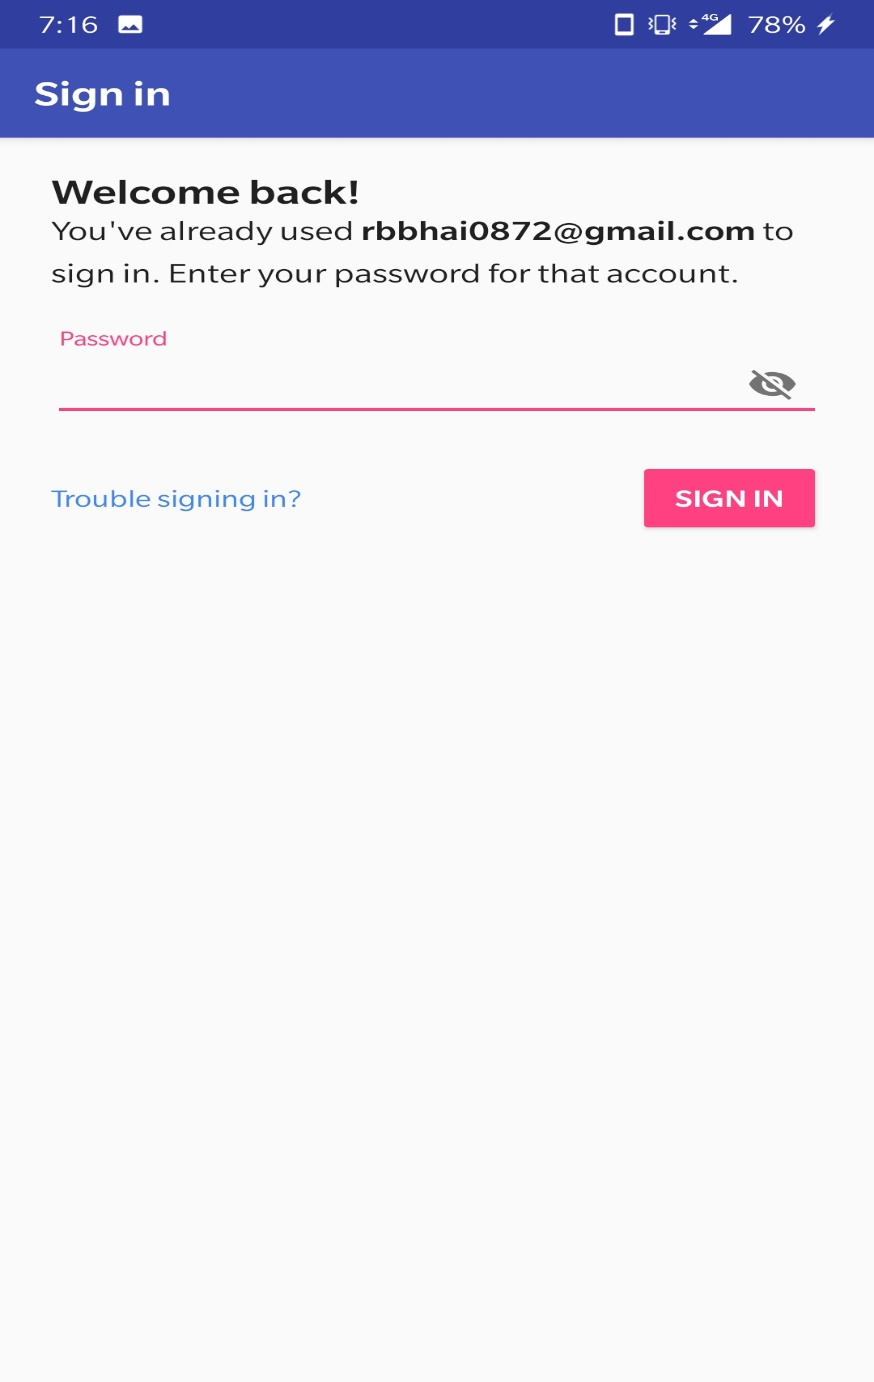 7:16
4G
78%
Sign in
Welcome back!
You've already used rbbhai0872@gmail.com to
sign in. Enter your password for that account.
Password
Trouble signing in?
SIGN IN